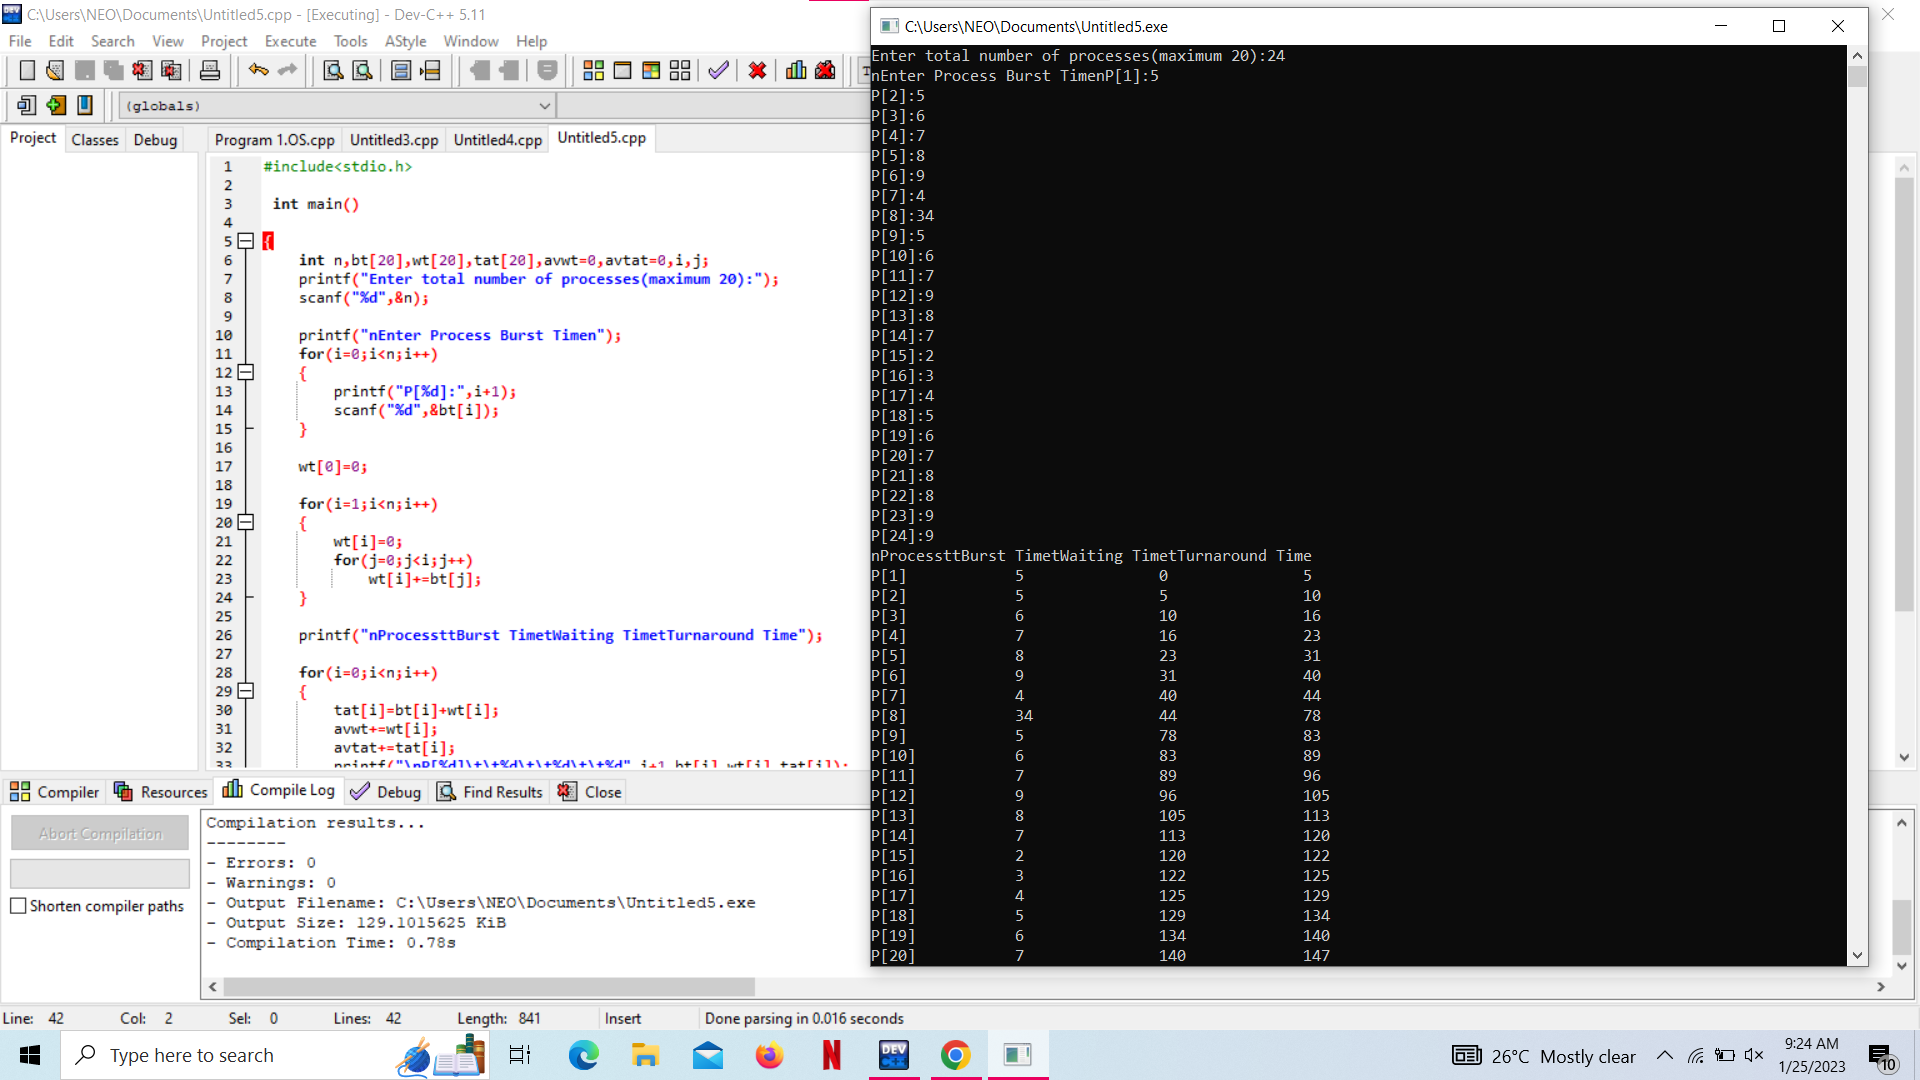 C:\Users\NEO\Documents\Untitled5.cpp - [Executing] - Dev-C++ 5.11
File Edit Search View Project Execute Tools AStyle Window Help
(globals)
Project Classes Debug
Program 1.OS.cpp Untitled3.cpp Untitled4.cpp Untitled5.cpp
1 #include<stdio.h>
2
3 int main()
4
5 {
6 int n,bt[20],wt[20],tat[20],avwt=0,avtat=0,i,j;
7 printf("Enter total number of processes(maximum 20):");
8 scanf("%d",&n);
9
10 printf("nEnter Process Burst Timen");
11 for(i=0;i<n;i++)
12 {
13 printf("P[%d]:",i+1);
14 scanf("%d",&bt[i]);
15 }
16
17 wt[0]=0;
18
19 for(i=1;i<n;i++)
20 {
21 wt[i]=0;
22 for(j=0;j<i;j++)
23 wt[i]+=bt[j];
24 }
25
26 printf("nProcessttBurst TimetWaiting TimetTurnaround Time");
27
28 for(i=0;i<n;i++)
29 {
30 tat[i]=bt[i]+wt[i];
31 avwt+=wt[i];
32 avtat+=tat[i];
33 printf("\nP[%d]\t\t%d\t\t%d\t\t%d",i+1,bt[i],wt[i],tat[i]);
Compiler Resources Compile Log Debug Find Results Close
Abort Compilation
Shorten compiler paths
Compilation results...
--------
- Errors: 0
- Warnings: 0
- Output Filename: C:\Users\NEO\Documents\Untitled5.exe
- Output Size: 129.1015625 KiB
- Compilation Time: 0.78s
Line: 42 Col: 2 Sel: 0 Lines: 42 Length: 841 Insert Done parsing in 0.016 seconds
C:\Users\NEO\Documents\Untitled5.exe
Enter total number of processes(maximum 20):24
nEnter Process Burst TimenP[1]:5
P[2]:5
P[3]:6
P[4]:7
P[5]:8
P[6]:9
P[7]:4
P[8]:34
P[9]:5
P[10]:6
P[11]:7
P[12]:9
P[13]:8
P[14]:7
P[15]:2
P[16]:3
P[17]:4
P[18]:5
P[19]:6
P[20]:7
P[21]:8
P[22]:8
P[23]:9
P[24]:9
nProcessttBurst TimetWaiting TimetTurnaround Time
P[1] 5 0 5
P[2] 5 5 10
P[3] 6 10 16
P[4] 7 16 23
P[5] 8 23 31
P[6] 9 31 40
P[7] 4 40 44
P[8] 34 44 78
P[9] 5 78 83
P[10] 6 83 89
P[11] 7 89 96
P[12] 9 96 105
P[13] 8 105 113
P[14] 7 113 120
P[15] 2 120 122
P[16] 3 122 125
P[17] 4 125 129
P[18] 5 129 134
P[19] 6 134 140
P[20] 7 140 147
Type here to search
DEV C++
26°C Mostly clear
9:24 AM
1/25/2023
10